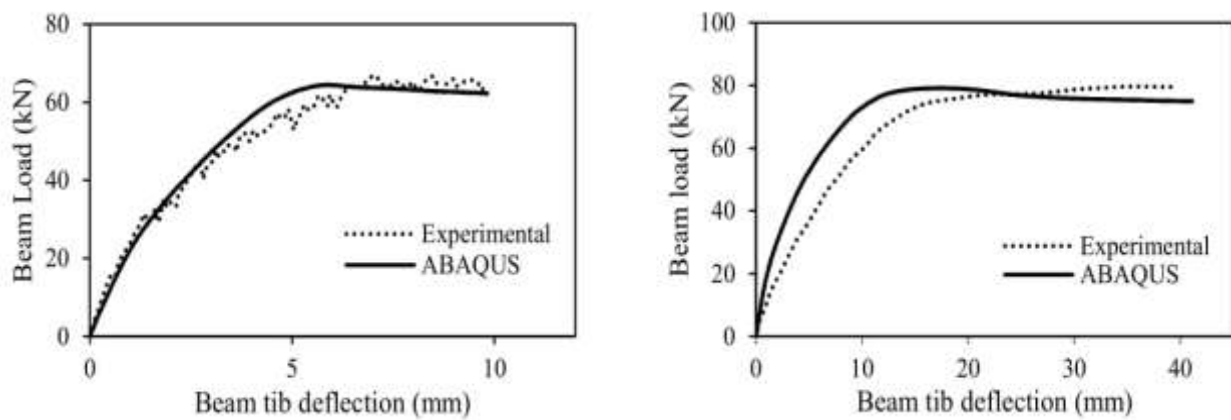 80
60
40
20
0
Beam Load (kN)
Experimental
ABAQUS
0 5 10
Beam tib deflection (mm)
100
80
60
40
20
0
Beam load (kN)
Experimental
ABAQUS
0 10 20 30 40
Beam tib deflection (mm)